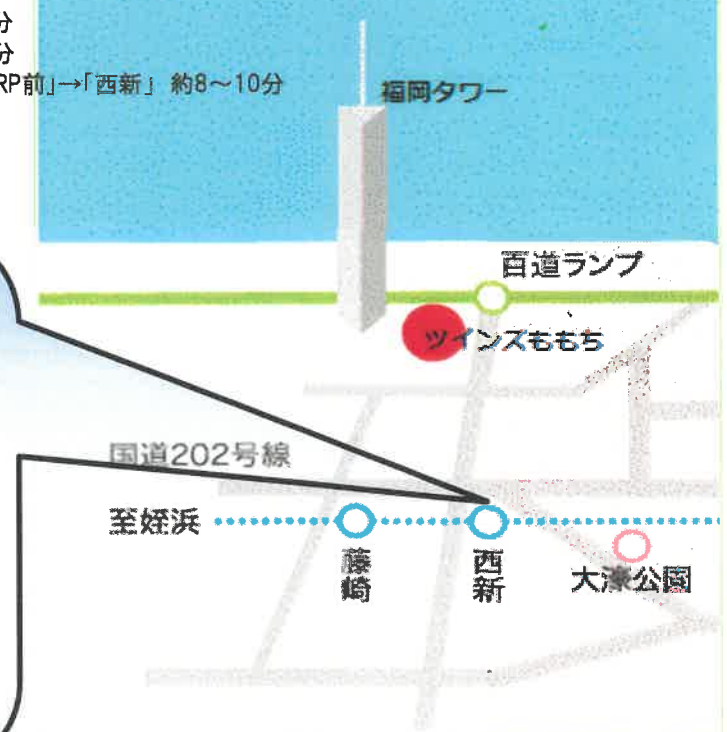 分
分
RP前」→「西新」 約8～10分
福岡タワー
百道ランプ
ツインズももち
国道202号線
至姪浜
藤崎
西新
大濠公園